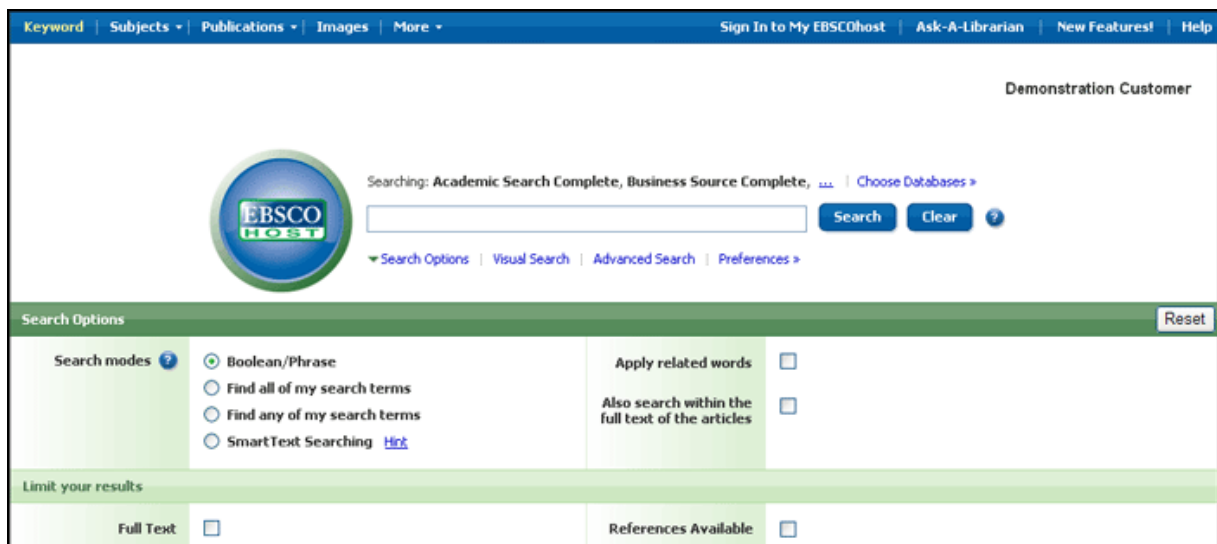 Keyword | Subjects | Publications | Images | More Sign In to My EBSCOhost | Ask-A-Librarian | New Features! | Help
Demonstration Customer
Searching: Academic Search Complete, Business Source Complete, ... | Choose Databases »
EBSCO
HOST
Search Clear ?
Search Options | Visual Search | Advanced Search | Preferences »
Search Options Reset
Search modes ? Boolean/Phrase Apply related words
Find all of my search terms
Also search within the
Find any of my search terms
full text of the articles
SmartText Searching Hint
Limit your results
Full Text References Available